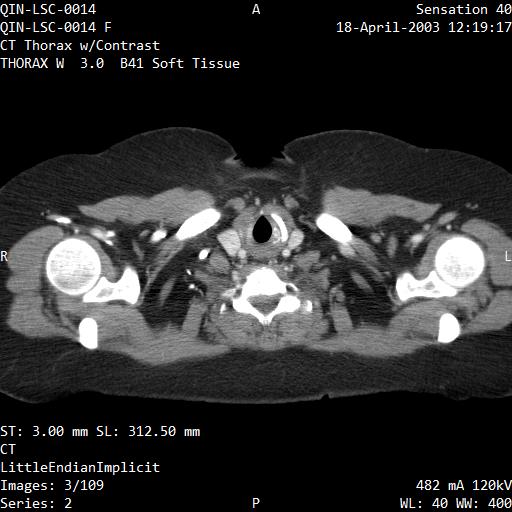 QIN-LSC-0014
A
Sensation 40
QIN-LSC-0014 F
18-April-2003 12:19:17
CT Thorax w/Contrast
THORAX W 3.0 B41 Soft Tissue
R
L
ST: 3.00 mm SL: 312.50 mm
CT
LittleEndianImplicit
Images: 3/109
482 mA 120kV
Series: 2
P
WL: 40 WW: 400